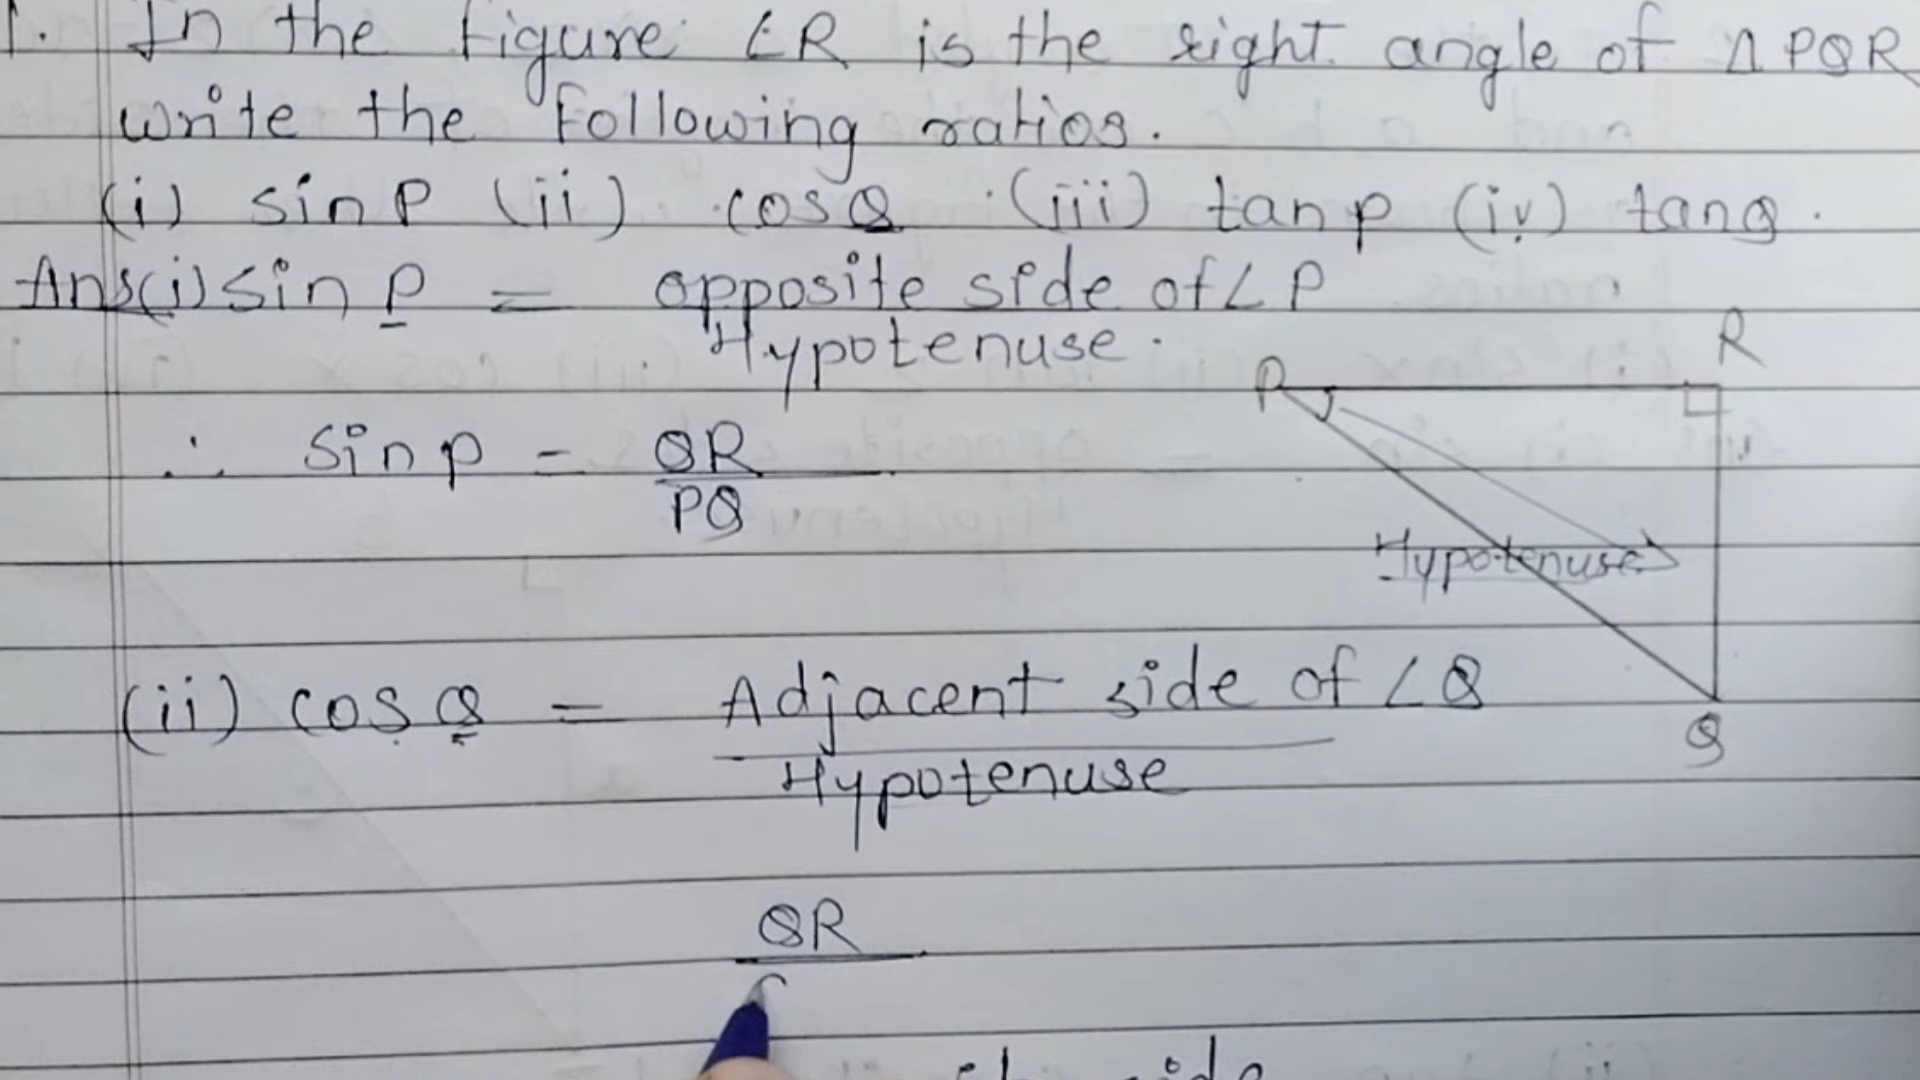 1. In the figure ∠R is the right angle of Δ PQR
write the following ratios.
(i) sin P (ii) cos Q (iii) tan P (iv) tan Q.
Ans(i) sin P = opposite side of ∠ P
Hypotenuse.
P R
∴ sin P = QR
PQ
Hypotenuse
(ii) cos Q = Adjacent side of ∠ Q
Hypotenuse
Q
QR
side